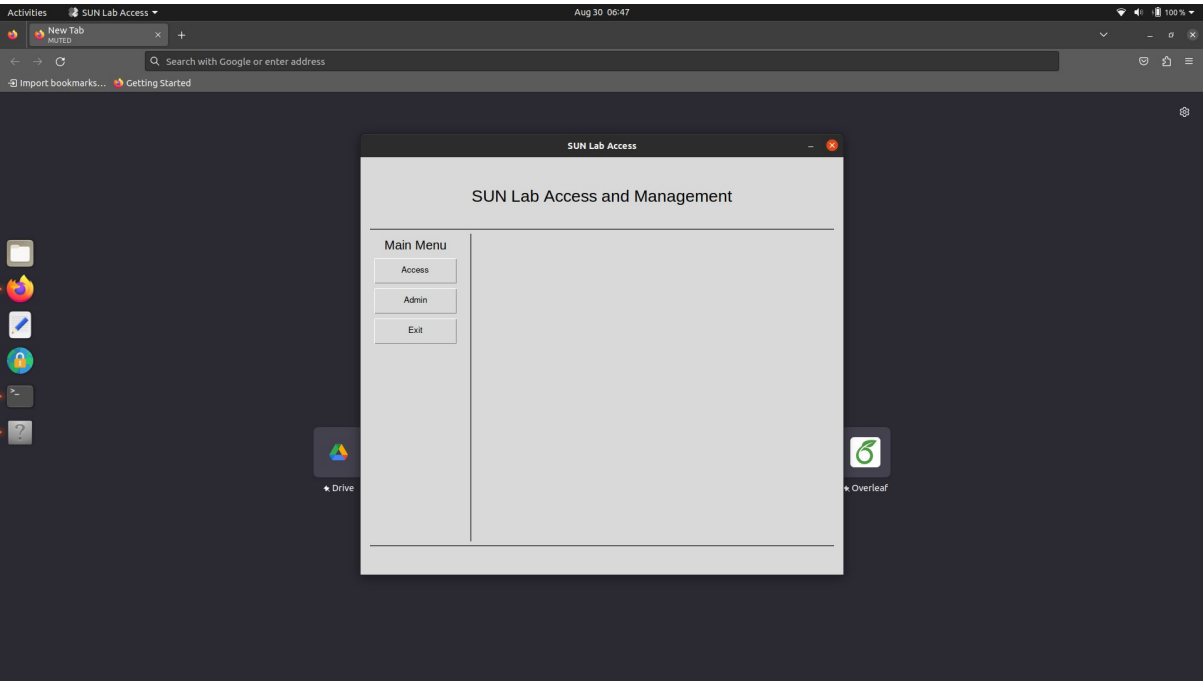 Activities SUN Lab Access Aug 30 06:47 100 %
New Tab
MUTED
Search with Google or enter address
Import bookmarks... Getting Started
SUN Lab Access
SUN Lab Access and Management
Main Menu
Access
Admin
Exit
Drive
Overleaf